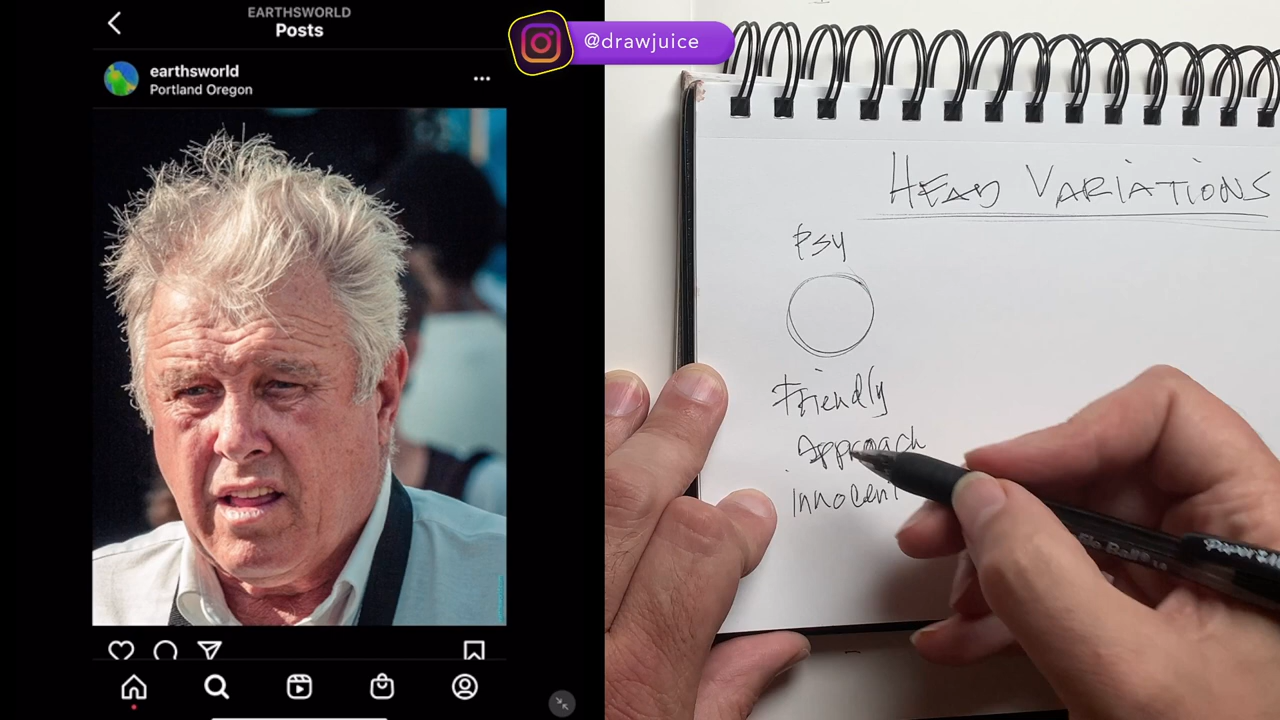 EARTHSWORLD
Posts
earthsworld
Portland Oregon
@drawjuice
HEAD VARIATIONS
Psy
Friendly
Approach
innocent